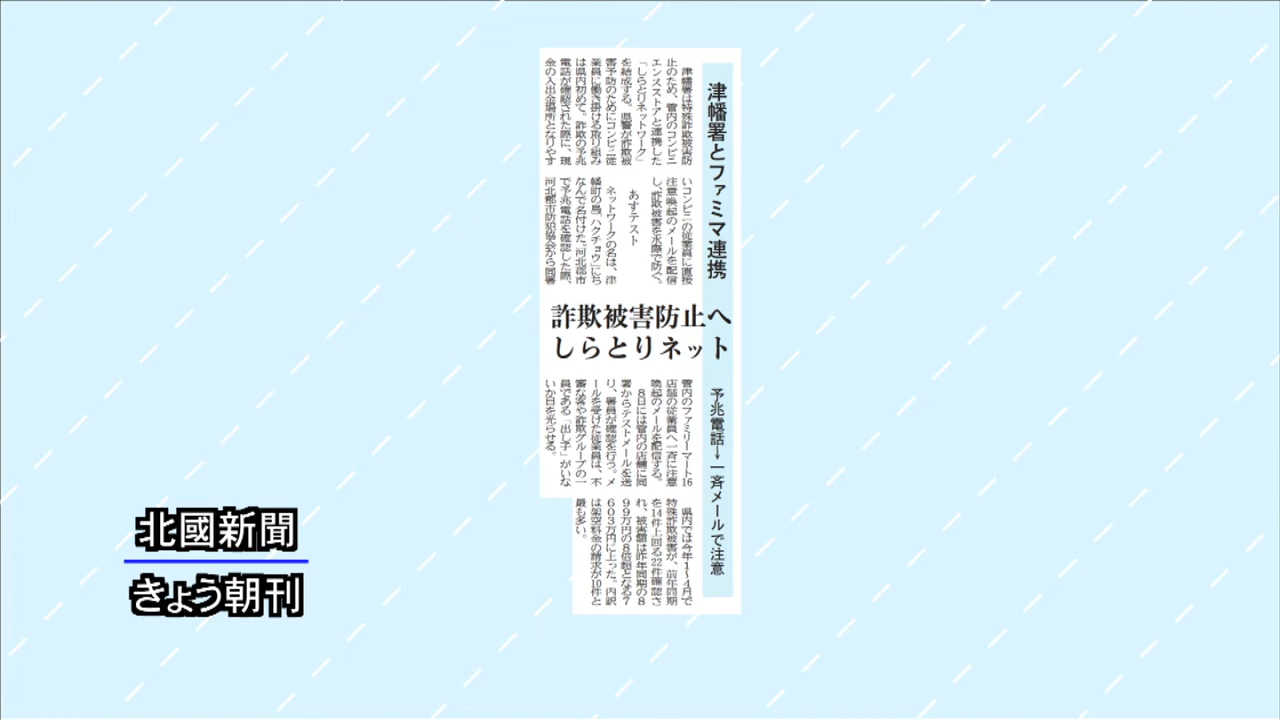 津幡署とファミマ連携
予兆電話→一斉メールで注意
詐欺被害防止へ
しらとりネット
津幡署は特殊詐欺被害防
止のため、管内のコンビニ
エンスストアと連携した
「しらとりネットワーク」
を結成する。県警が詐欺被
害予防のためにコンビニ従
業員に働き掛ける取り組み
は県内初めて。詐欺の予兆
電話が確認された際に、現
金の入出金場所となりやす
いコンビニの従業員に直接
注意喚起のメールを配信
し、詐欺被害を水際で防ぐ。
あすテスト
ネットワークの名は、津
幡町の鳥「ハクチョウ」にち
なんで名付けた。河北郡市
で予兆電話を確認した際、
河北郡市防犯協会から同署
管内のファミリーマート16
店舗の従業員へ一斉に注意
喚起のメールを配信する。
8日には管内の店舗に同
署からテストメールを送
り、署員が確認を行う。メ
ールを受けた従業員は、不
審な客や詐欺グループの一
員である「出し子」がいな
いか目を光らせる。
県内では今年1〜4月で
特殊詐欺被害が、前年同期
を14件上回る22件確認さ
れ、被害額は昨年同期の8
99万円の8倍超となる7
603万円に上った。内訳
は架空料金の請求が10件と
最も多い。
北國新聞
きょう朝刊